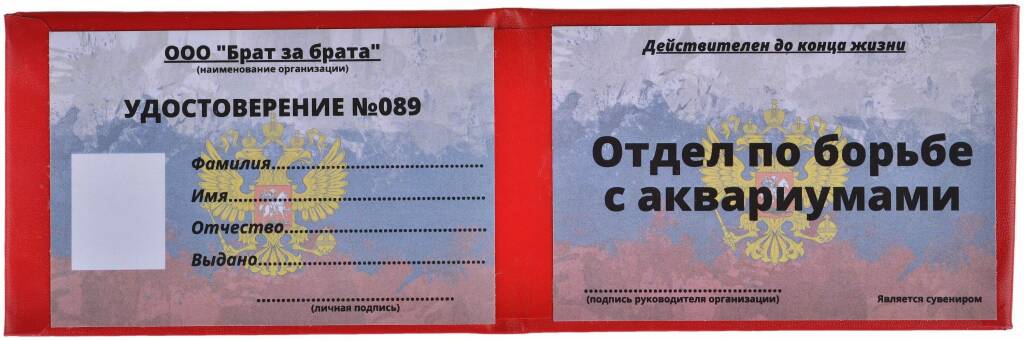 ООО "Брат за брата"
(наименование организации)
УДОСТОВЕРЕНИЕ №089
Фамилия
Имя
Отчество
Выдано
(личная подпись)
Действителен до конца жизни
Отдел по борьбе
с аквариумами
(подпись руководителя организации)
Является сувениром